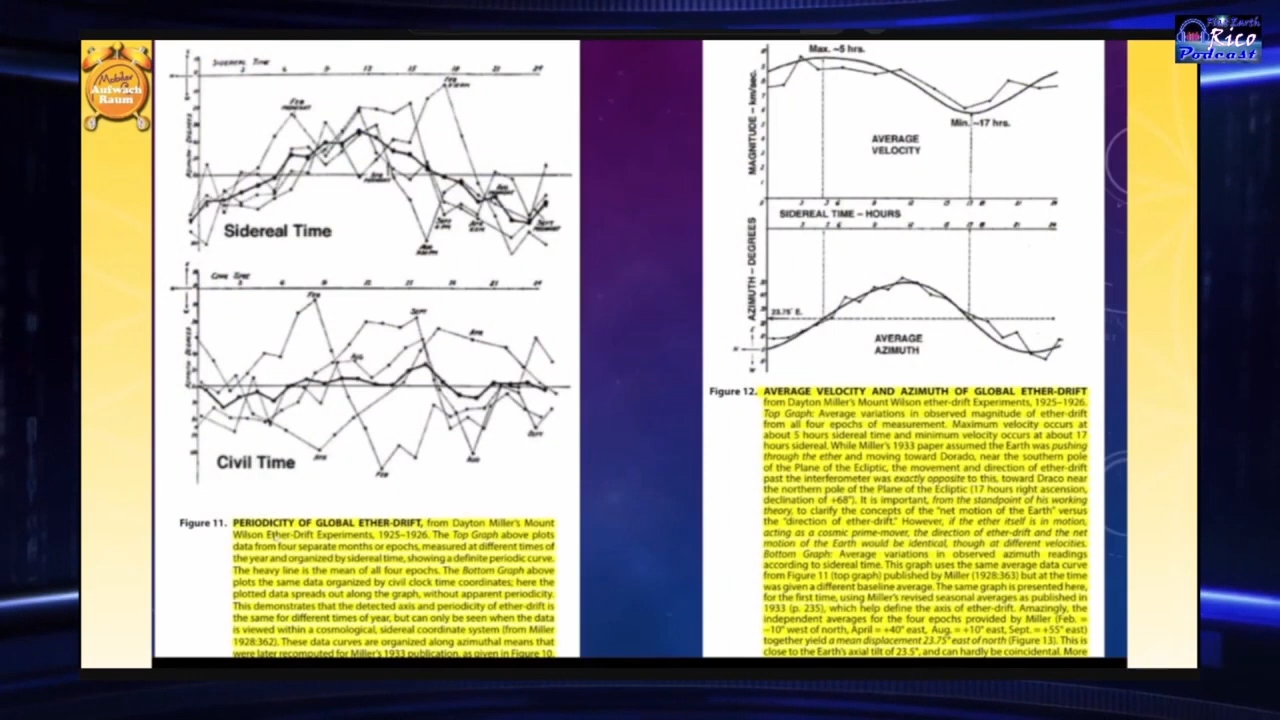 Mobiler
Aufwach
Raum
Flat Earth
Rico
Podcast
SIDEREAL TIME
Sidereal Time
CIVIL TIME
Civil Time
Figure 11. PERIODICITY OF GLOBAL ETHER-DRIFT, from Dayton Miller's Mount
Wilson Ether-Drift Experiments, 1925–1926. The Top Graph above plots
data from four separate months or epochs, measured at different times of
the year and organized by sidereal time, showing a definite periodic curve.
The heavy line is the mean of all four epochs. The Bottom Graph above
plots the same data organized by civil clock time coordinates; here the
plotted data spreads out along the graph, without apparent periodicity.
This demonstrates that the detected axis and periodicity of ether-drift is
the same for different times of year, but can only be seen when the data
is viewed within a cosmological, sidereal coordinate system (from Miller
1928:362). These data curves are organized along azimuthal means that
were later recomputed for Miller's 1933 publication, as given in Figure 10.
Max. ~5 hrs.
MAGNITUDE – km/sec.
Min. ~17 hrs.
AVERAGE
VELOCITY
SIDEREAL TIME – HOURS
AZIMUTH – DEGREES
23.75° E.
AVERAGE
AZIMUTH
Figure 12. AVERAGE VELOCITY AND AZIMUTH OF GLOBAL ETHER-DRIFT
from Dayton Miller's Mount Wilson ether-drift Experiments, 1925–1926.
Top Graph: Average variations in observed magnitude of ether-drift
from all four epochs of measurement. Maximum velocity occurs at
about 5 hours sidereal time and minimum velocity occurs at about 17
hours sidereal. While Miller's 1933 paper assumed the Earth was pushing
through the ether and moving toward Dorado, near the southern pole
of the Plane of the Ecliptic, the movement and direction of ether-drift
past the interferometer was exactly opposite to this, toward Draco near
the northern pole of the Plane of the Ecliptic (17 hours right ascension,
declination of +68°). It is important, from the standpoint of his working
theory, to clarify the concepts of the "net motion of the Earth" versus
the "direction of ether-drift." However, if the ether itself is in motion,
acting as a cosmic prime-mover, the direction of ether-drift and the net
motion of the Earth would be identical, though at different velocities.
Bottom Graph: Average variations in observed azimuth readings
according to sidereal time. This graph uses the same average data curve
from Figure 11 (top graph) published by Miller (1928:363) but at the time
was given a different baseline average. The same graph is presented here,
for the first time, using Miller's revised seasonal averages as published in
1933 (p. 235), which help define the axis of ether-drift. Amazingly, the
independent averages for the four epochs provided by Miller (Feb. =
−10° west of north, April = +40° east, Aug. = +10° east, Sept. = +55° east)
together yield a mean displacement 23.75° east of north (Figure 13). This is
close to the Earth's axial tilt of 23.5°, and can hardly be coincidental. More